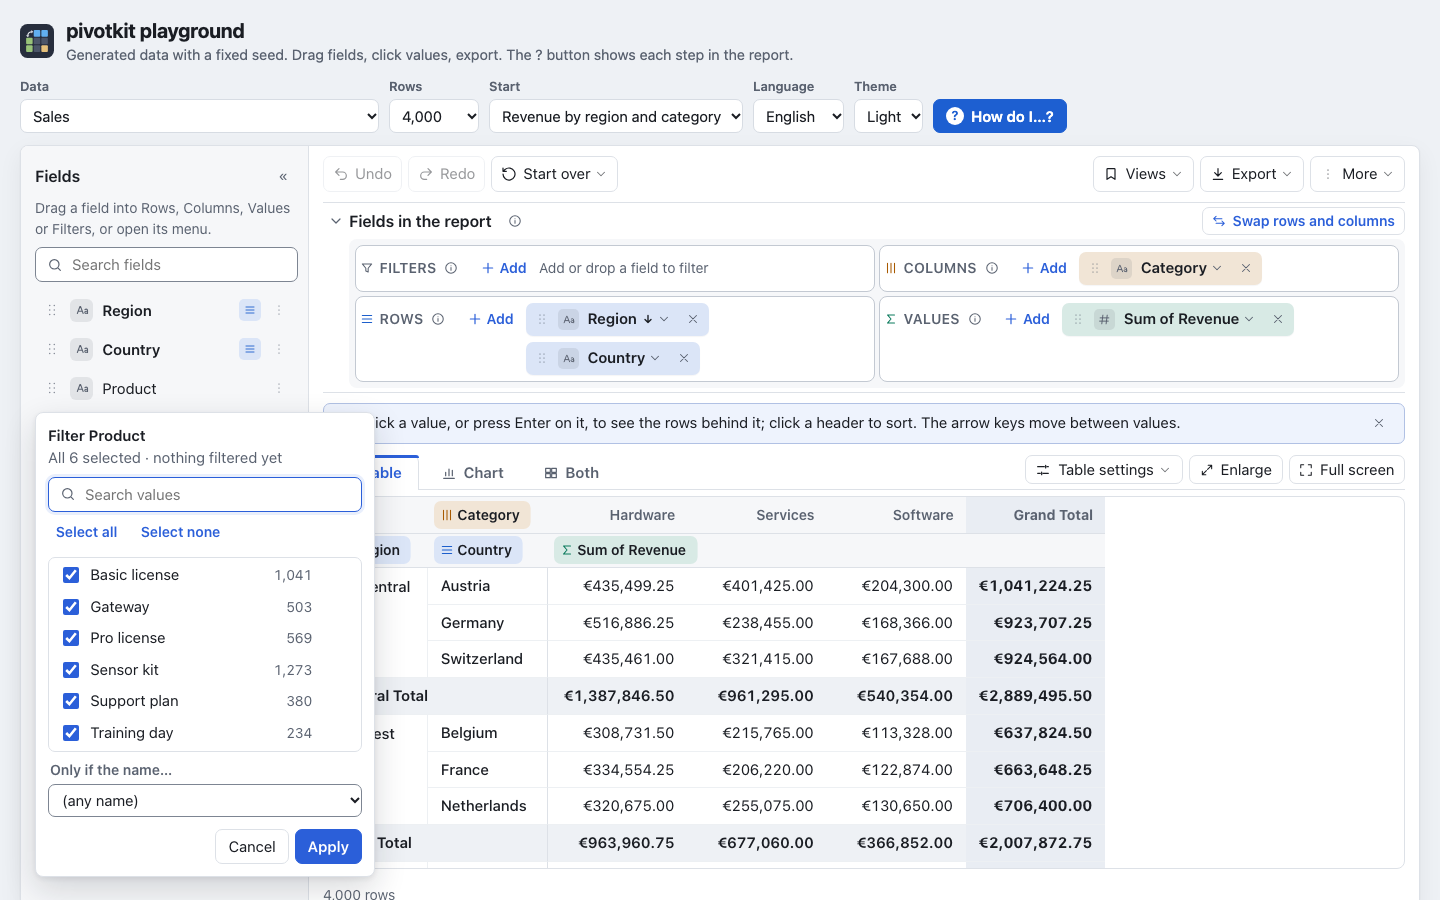 pivotkit playground
Generated data with a fixed seed. Drag fields, click values, export. The ? button shows each step in the report.
Data
Rows
Start
Language
Theme
Sales
4,000
Revenue by region and category
English
Light
? How do I...?
Fields
«
Undo
Redo
Start over
Views
Export
More
Drag a field into Rows, Columns, Values
or Filters, or open its menu.
Search fields
Aa Region
Aa Country
Aa Product
Fields in the report
Swap rows and columns
FILTERS
+ Add
Add or drop a field to filter
COLUMNS
+ Add
Aa Category
ROWS
+ Add
Aa Region ↓
Aa Country
Σ VALUES
+ Add
# Sum of Revenue
Filter Product
All 6 selected · nothing filtered yet
Search values
Select all
Select none
Basic license 1,041
Gateway 503
Pro license 569
Sensor kit 1,273
Support plan 380
Training day 234
Only if the name...
(any name)
Cancel
Apply
ick a value, or press Enter on it, to see the rows behind it; click a header to sort. The arrow keys move between values.
able
Chart
Both
Table settings
Enlarge
Full screen
Category Hardware Services Software Grand Total
gion Country Σ Sum of Revenue
entral Austria €435,499.25 €401,425.00 €204,300.00 €1,041,224.25
Germany €516,886.25 €238,455.00 €168,366.00 €923,707.25
Switzerland €435,461.00 €321,415.00 €167,688.00 €924,564.00
ral Total €1,387,846.50 €961,295.00 €540,354.00 €2,889,495.50
est Belgium €308,731.50 €215,765.00 €113,328.00 €637,824.50
France €334,554.25 €206,220.00 €122,874.00 €663,648.25
Netherlands €320,675.00 €255,075.00 €130,650.00 €706,400.00
Total €963,960.75 €677,060.00 €366,852.00 €2,007,872.75
4,000 rows